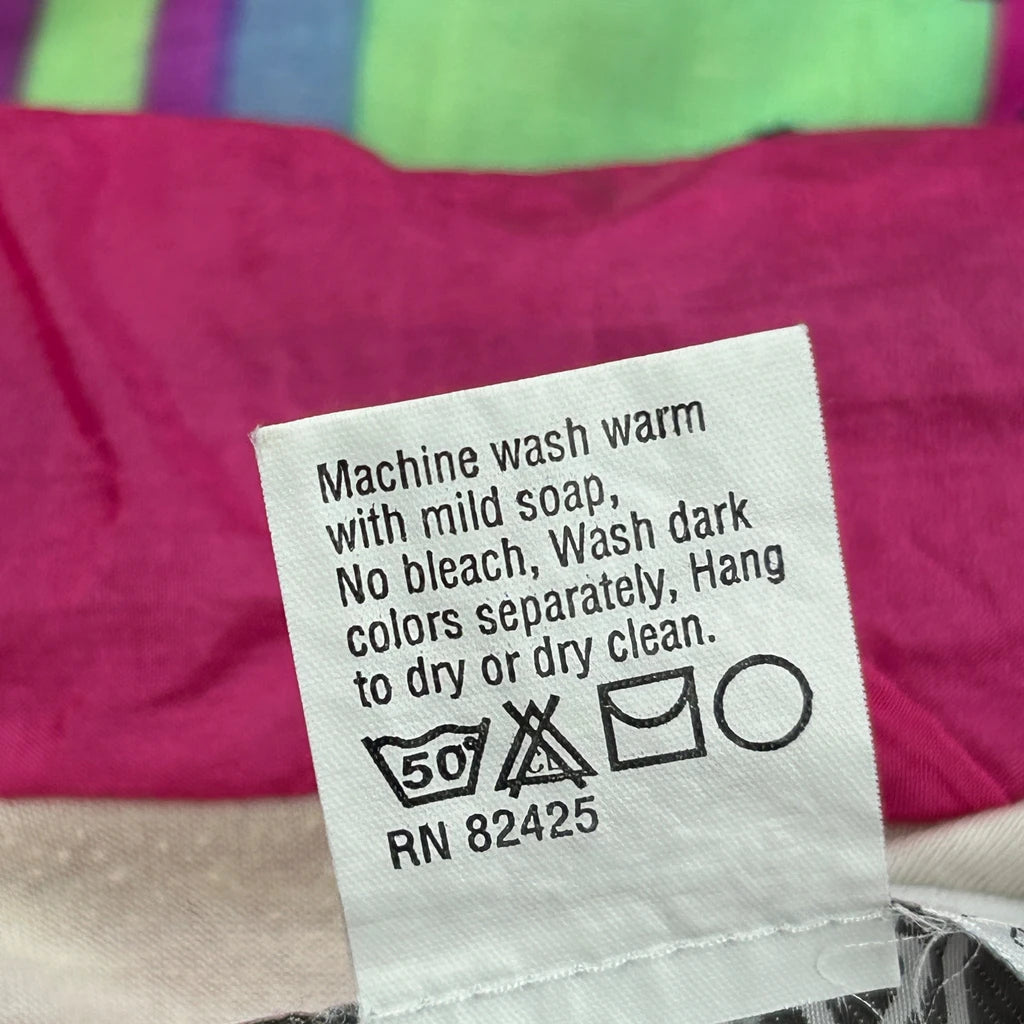 Machine wash warm
with mild soap,
No bleach, Wash dark
colors separately, Hang
to dry or dry clean.
50° CL
RN 82425